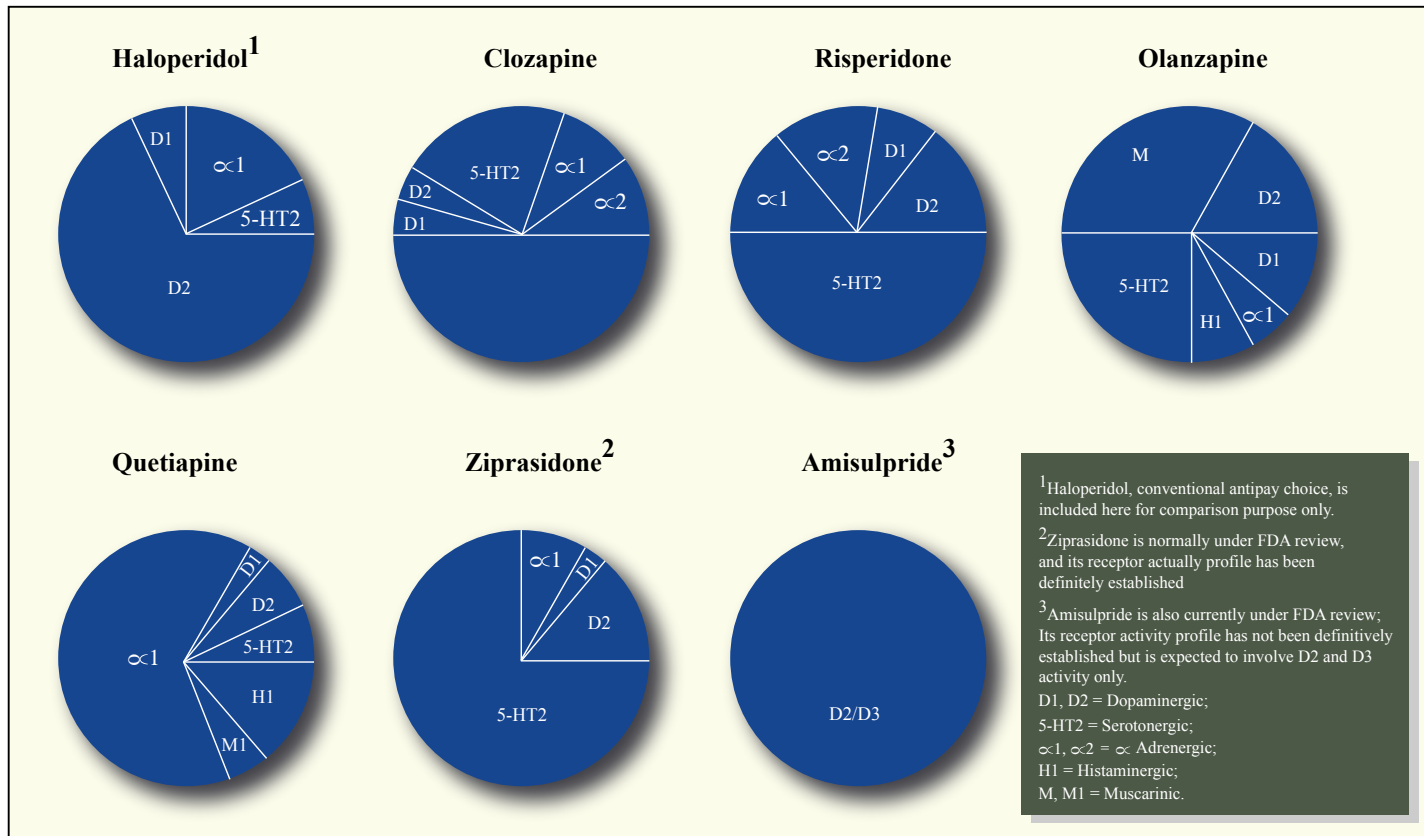 Haloperidol1
D1
∝1
5-HT2
D2
Clozapine
5-HT2
∝1
D2
∝2
D1
Risperidone
∝2
D1
∝1
D2
5-HT2
Olanzapine
M
D2
D1
5-HT2
H1
∝1
Quetiapine
D1
D2
5-HT2
∝1
H1
M1
Ziprasidone2
∝1
D1
D2
5-HT2
Amisulpride3
D2/D3
1Haloperidol, conventional antipay choice, is
included here for comparison purpose only.
2Ziprasidone is normally under FDA review,
and its receptor actually profile has been
definitely established
3Amisulpride is also currently under FDA review;
Its receptor activity profile has not been definitively
established but is expected to involve D2 and D3
activity only.
D1, D2 = Dopaminergic;
5-HT2 = Serotonergic;
∝1, ∝2 = ∝ Adrenergic;
H1 = Histaminergic;
M, M1 = Muscarinic.